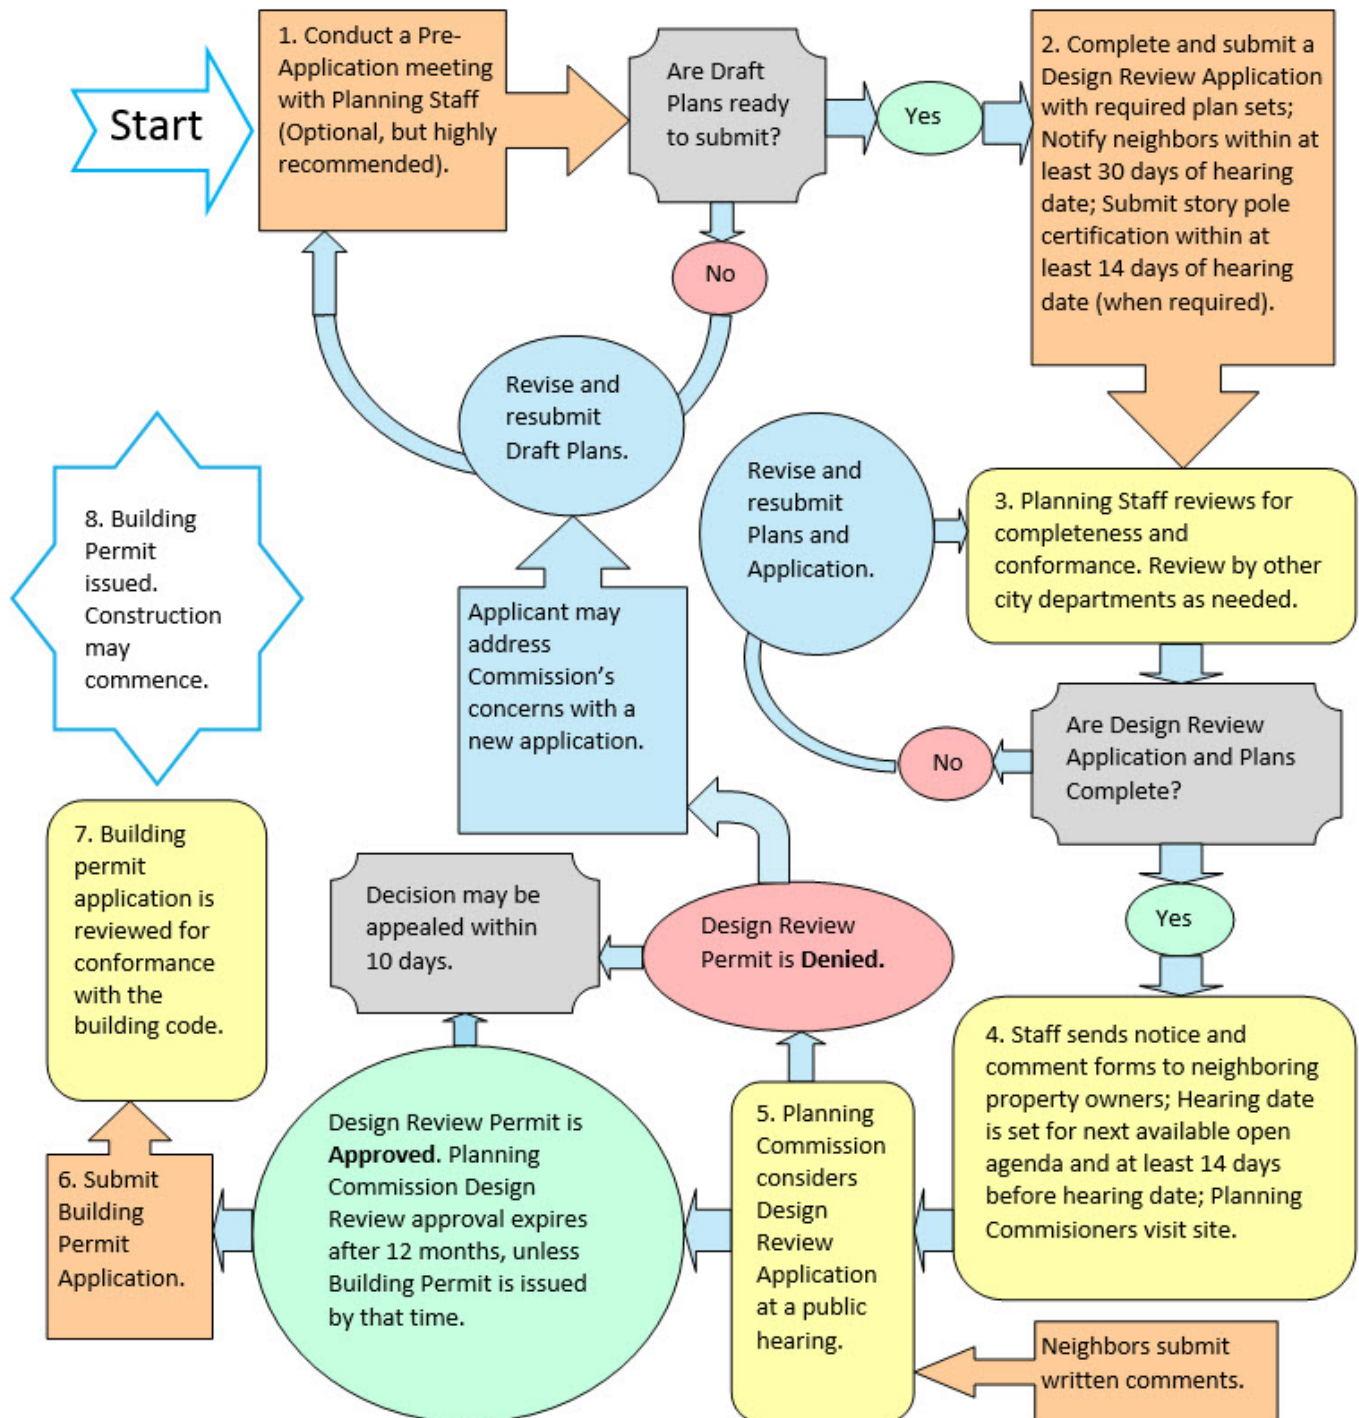 Start
1. Conduct a Pre-
Application meeting
with Planning Staff
(Optional, but highly
recommended).
Are Draft
Plans ready
to submit?
Yes
2. Complete and submit a
Design Review Application
with required plan sets;
Notify neighbors within at
least 30 days of hearing
date; Submit story pole
certification within at
least 14 days of hearing
date (when required).
No
Revise and
resubmit
Draft Plans.
Revise and
resubmit
Plans and
Application.
3. Planning Staff reviews for
completeness and
conformance. Review by other
city departments as needed.
8. Building
Permit
issued.
Construction
may
commence.
Applicant may
address
Commission’s
concerns with a
new application.
No
Are Design Review
Application and Plans
Complete?
7. Building
permit
application is
reviewed for
conformance
with the
building code.
Decision may be
appealed within
10 days.
Design Review
Permit is Denied.
Yes
4. Staff sends notice and
comment forms to neighboring
property owners; Hearing date
is set for next available open
agenda and at least 14 days
before hearing date; Planning
Commisioners visit site.
5. Planning
Commission
considers
Design
Review
Application
at a public
hearing.
Design Review Permit is
Approved. Planning
Commission Design
Review approval expires
after 12 months, unless
Building Permit is issued
by that time.
6. Submit
Building
Permit
Application.
Neighbors submit
written comments.